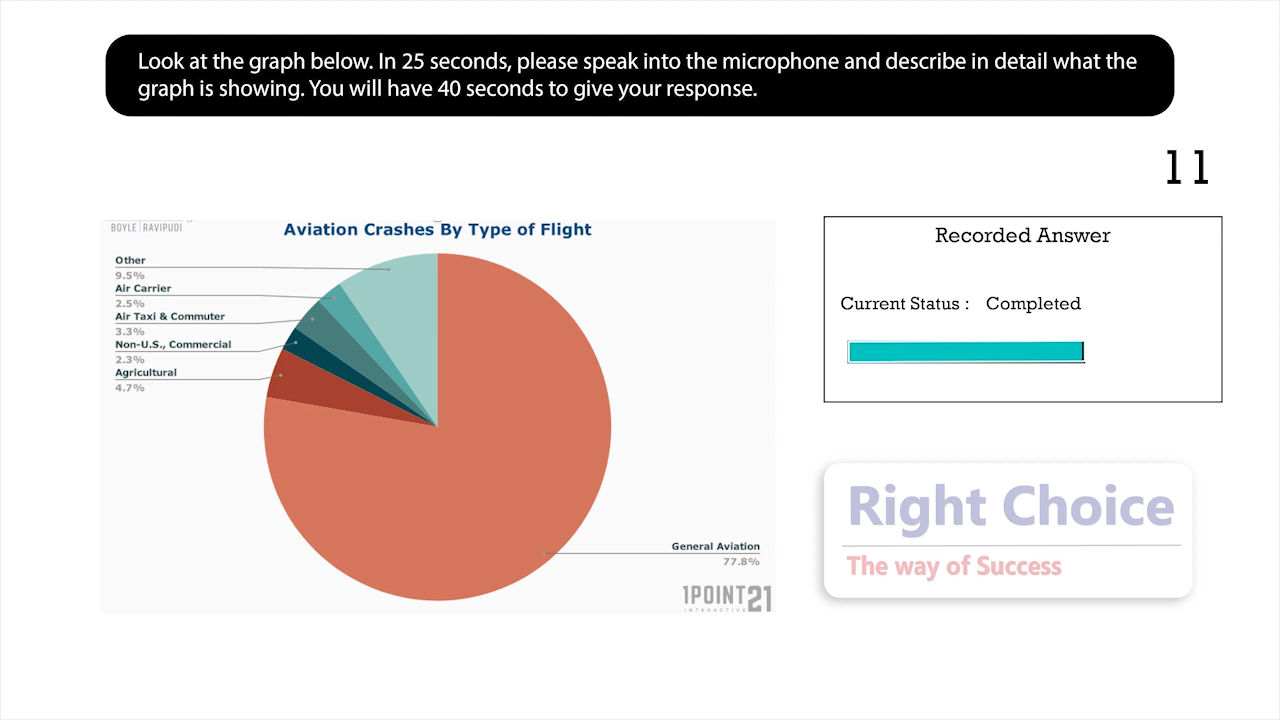 Look at the graph below. In 25 seconds, please speak into the microphone and describe in detail what the
graph is showing. You will have 40 seconds to give your response.
11
BOYLE | RAVIPUDI
Aviation Crashes By Type of Flight
Other
9.5%
Air Carrier
2.5%
Air Taxi & Commuter
3.3%
Non-U.S., Commercial
2.3%
Agricultural
4.7%
General Aviation
77.8%
1POINT21
INTERACTIVE
Recorded Answer
Current Status : Completed
Right Choice
The way of Success